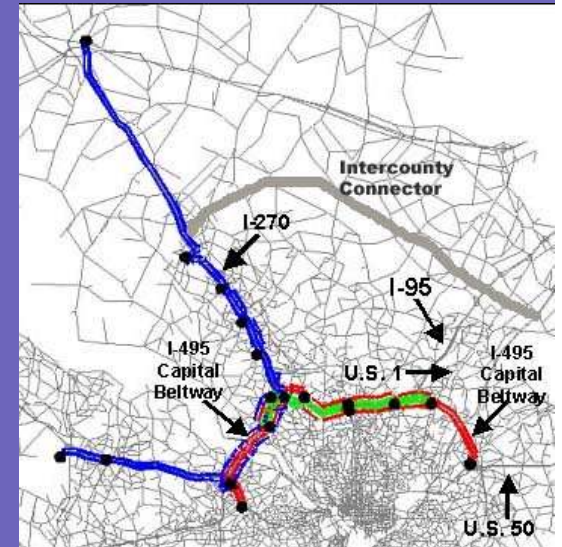 Intercounty
Connector
I-270
I-95
I-495
Capital
Beltway
U.S. 1
I-495
Capital
Beltway
U.S. 50